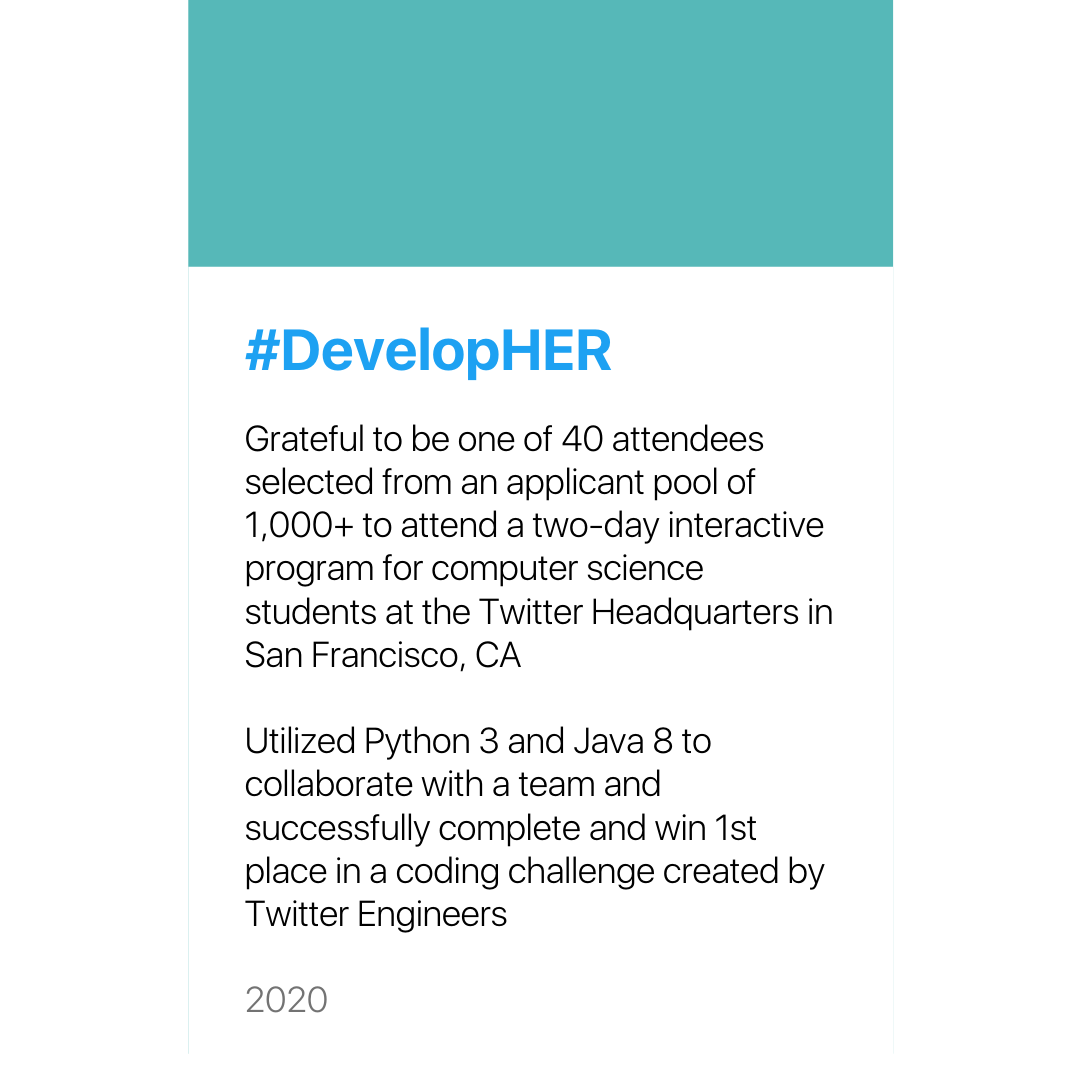 #DevelopHER
Grateful to be one of 40 attendees
selected from an applicant pool of
1,000+ to attend a two-day interactive
program for computer science
students at the Twitter Headquarters in
San Francisco, CA
Utilized Python 3 and Java 8 to
collaborate with a team and
successfully complete and win 1st
place in a coding challenge created by
Twitter Engineers
2020